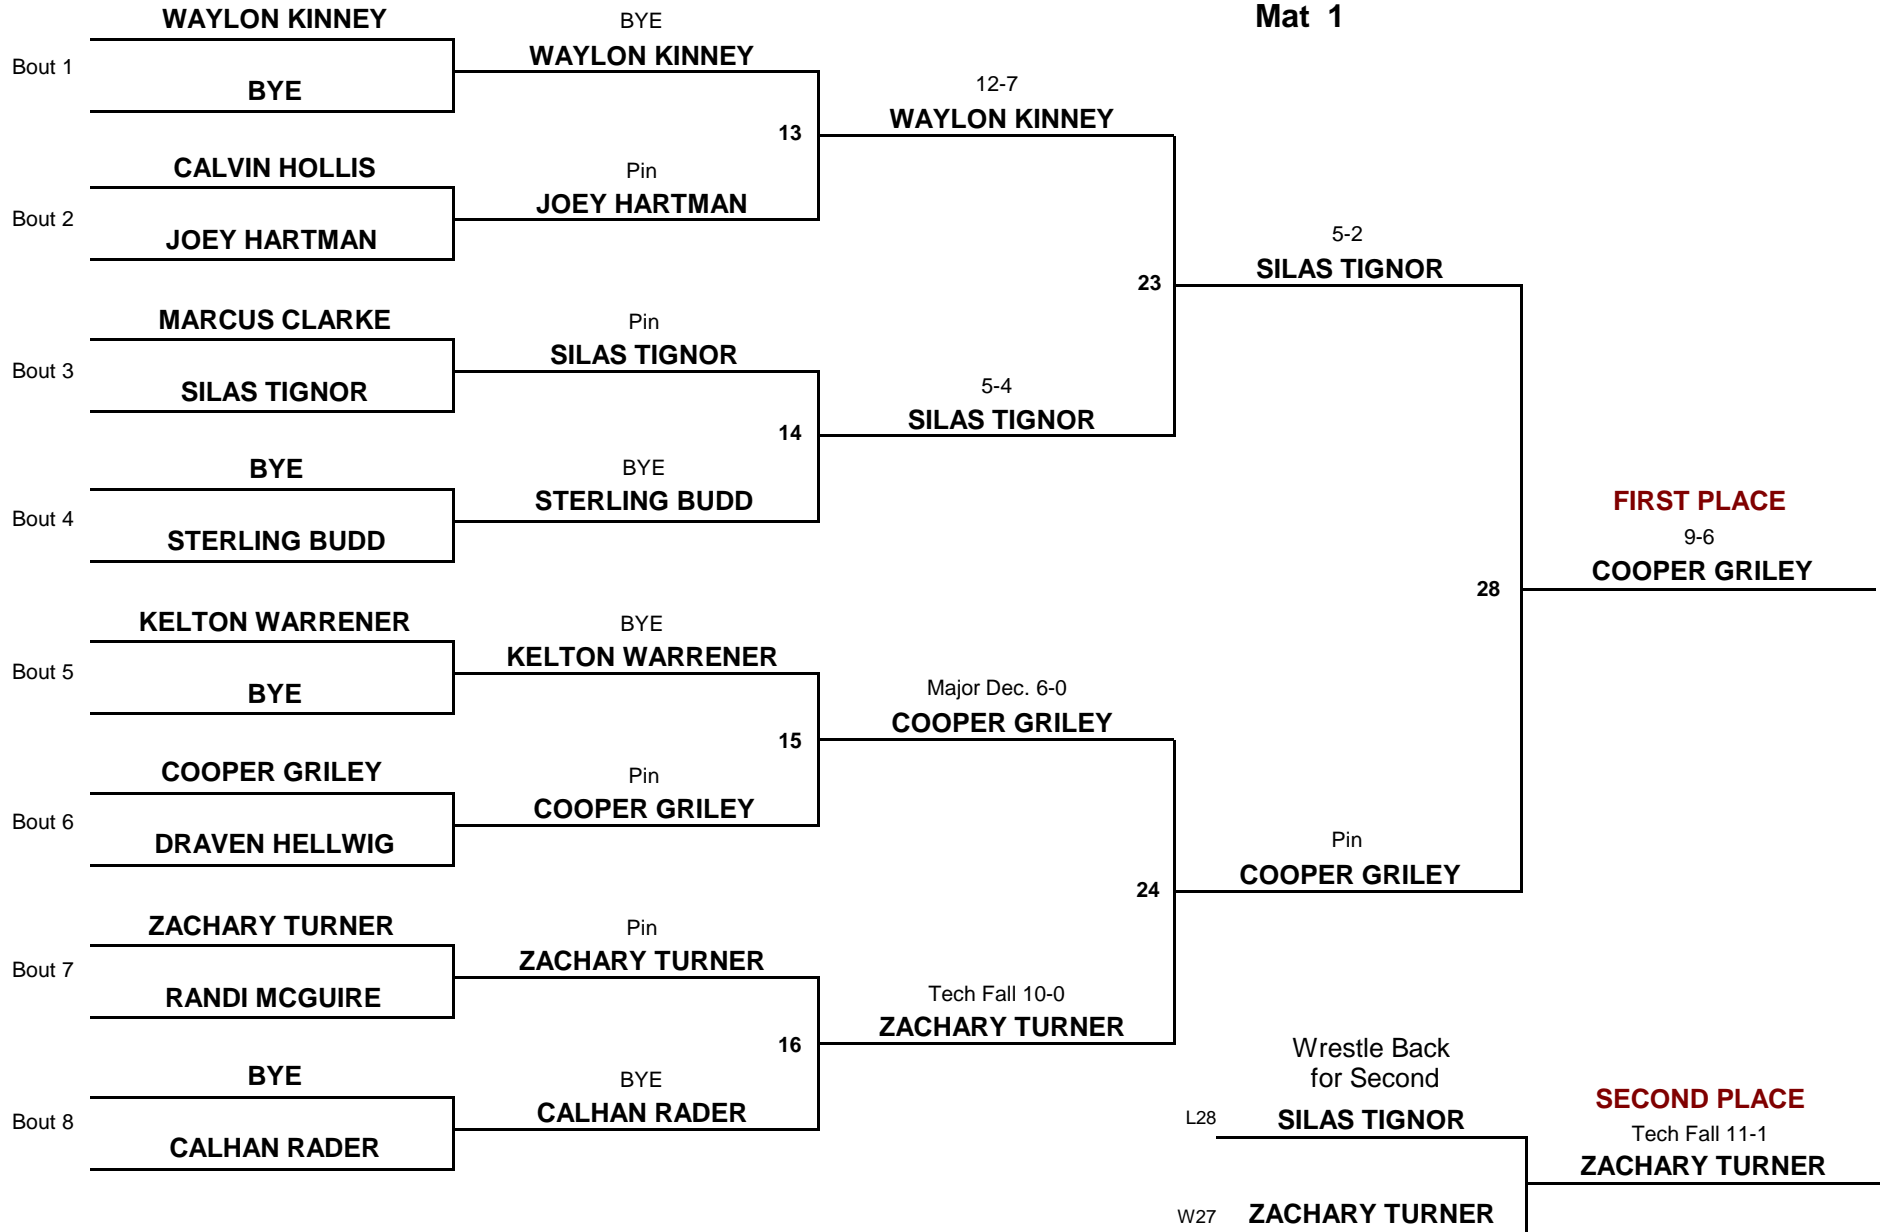 Mat 1
WAYLON KINNEY
Bout 1
BYE
CALVIN HOLLIS
Bout 2
JOEY HARTMAN
MARCUS CLARKE
Bout 3
SILAS TIGNOR
BYE
Bout 4
STERLING BUDD
KELTON WARRENER
Bout 5
BYE
COOPER GRILEY
Bout 6
DRAVEN HELLWIG
ZACHARY TURNER
Bout 7
RANDI MCGUIRE
BYE
Bout 8
CALHAN RADER
BYE
WAYLON KINNEY
13
Pin
JOEY HARTMAN
Pin
SILAS TIGNOR
14
BYE
STERLING BUDD
BYE
KELTON WARRENER
15
Pin
COOPER GRILEY
Pin
ZACHARY TURNER
16
BYE
CALHAN RADER
12-7
WAYLON KINNEY
23
5-4
SILAS TIGNOR
Major Dec. 6-0
COOPER GRILEY
24
Tech Fall 10-0
ZACHARY TURNER
5-2
SILAS TIGNOR
28
Pin
COOPER GRILEY
FIRST PLACE
9-6
COOPER GRILEY
Wrestle Back
for Second
L28
SILAS TIGNOR
W27
ZACHARY TURNER
SECOND PLACE
Tech Fall 11-1
ZACHARY TURNER